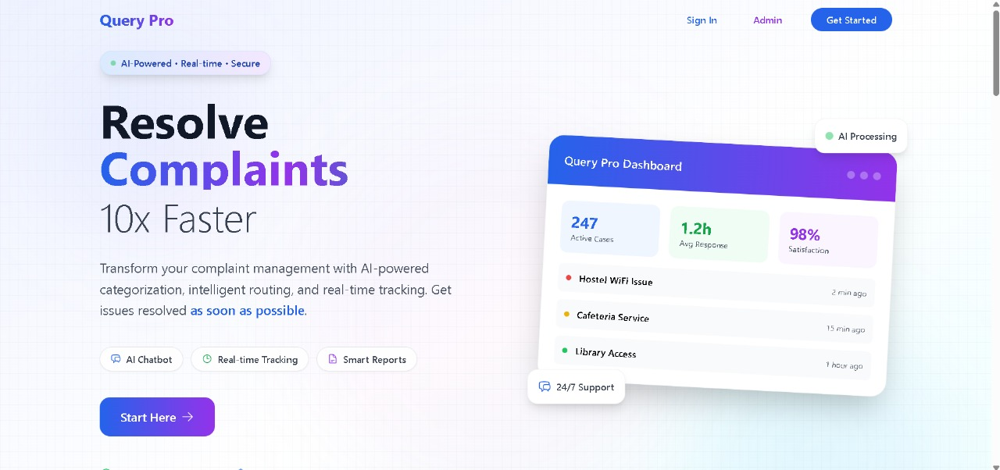 Query Pro
Sign In
Admin
Get Started
AI-Powered • Real-time • Secure
Resolve
Complaints
10x Faster
Transform your complaint management with AI-powered
categorization, intelligent routing, and real-time tracking. Get
issues resolved as soon as possible.
AI Chatbot
Real-time Tracking
Smart Reports
Start Here →
AI Processing
Query Pro Dashboard
247
Active Cases
1.2h
Avg Response
98%
Satisfaction
Hostel WiFi Issue
2 min ago
Cafeteria Service
15 min ago
Library Access
1 hour ago
24/7 Support